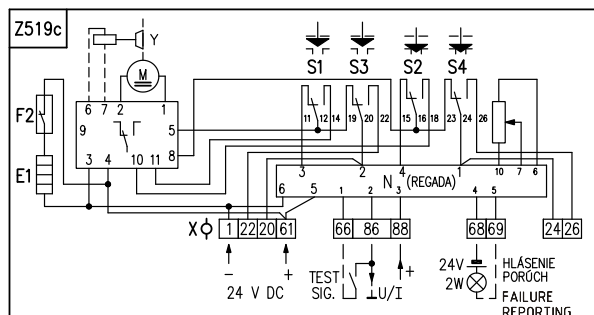 Z519c
Y
M
S1 S3 S2 S4
F2
E1
6 7 2 1
9 5
8
3 4 10 11
11 12 14 19 20 22 15 16 18 23 24 26
3 2 4 1 10 7 6
N (REGADA)
6 5 1 2 3 4 5
X 1 22 20 61 66 86 88 68 69 24 26
- +
24 V DC
TEST
SIG.
U/I
+
24V
2W
HLÁSENIE
PORÚCH
FAILURE
REPORTING